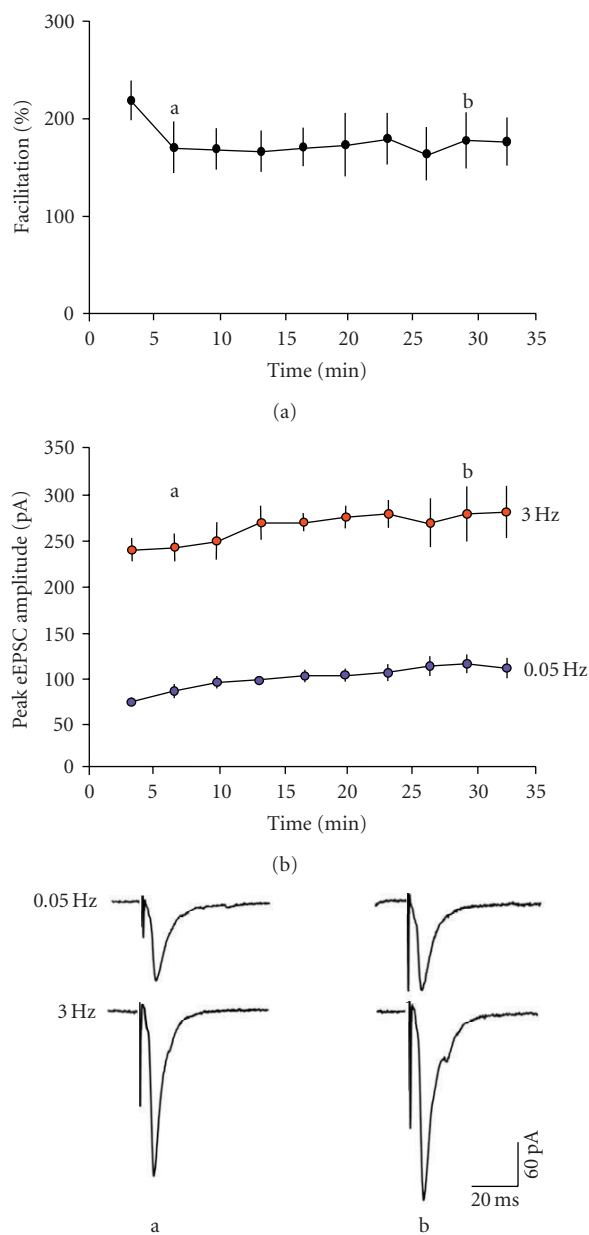 300
200
100
0
Facilitation (%)
a
b
0 5 10 15 20 25 30 35
Time (min)
(a)
350
300
250
200
150
100
50
0
Peak eEPSC amplitude (pA)
a
b
3 Hz
0.05 Hz
0 5 10 15 20 25 30 35
Time (min)
(b)
0.05 Hz
3 Hz
60 pA
20 ms
a b